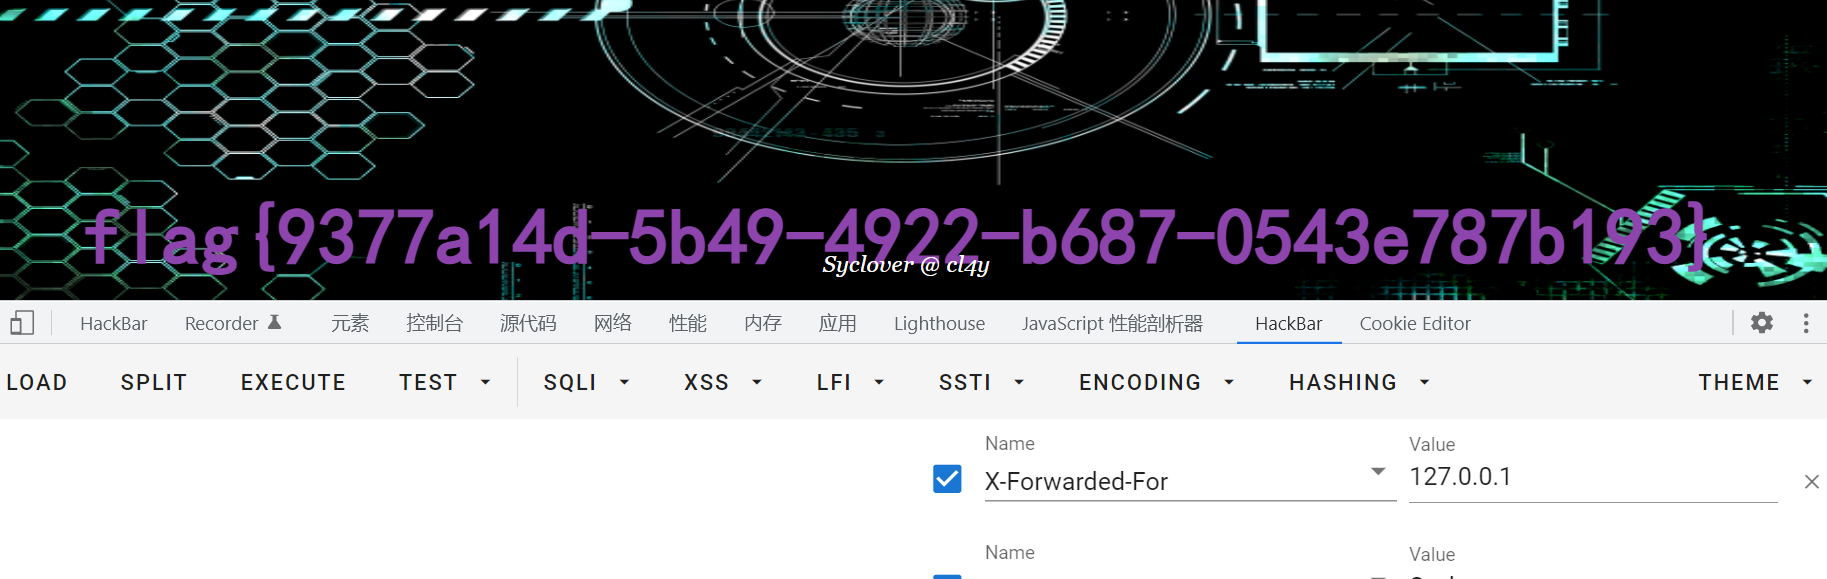 flag{9377a14d-5b49-4922-b687-0543e787b193}
Syclover @ cl4y
HackBar Recorder 元素 控制台 源代码 网络 性能 内存 应用 Lighthouse JavaScript 性能剖析器 HackBar Cookie Editor
LOAD SPLIT EXECUTE TEST SQLI XSS LFI SSTI ENCODING HASHING THEME
Name Value
X-Forwarded-For 127.0.0.1
Name Value